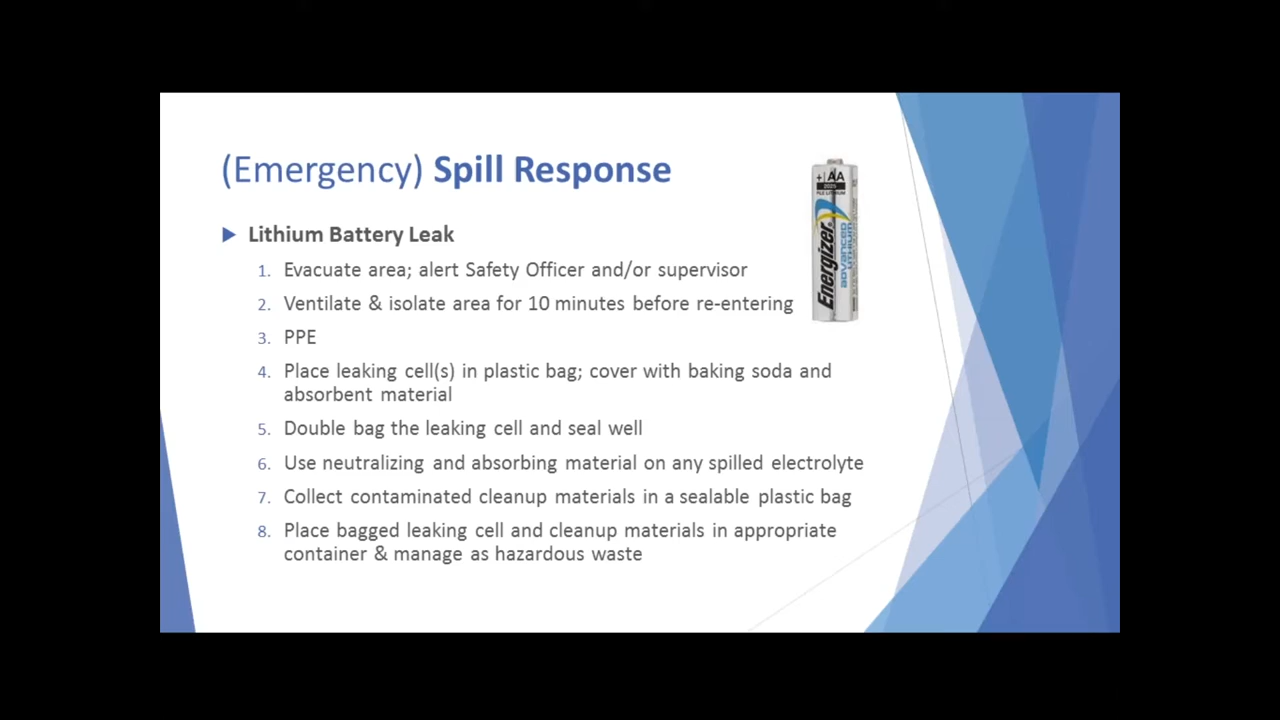 (Emergency) Spill Response
+ AA
2025
Energizer
advanced
LITHIUM
Lithium Battery Leak
1. Evacuate area; alert Safety Officer and/or supervisor
2. Ventilate & isolate area for 10 minutes before re-entering
3. PPE
4. Place leaking cell(s) in plastic bag; cover with baking soda and
absorbent material
5. Double bag the leaking cell and seal well
6. Use neutralizing and absorbing material on any spilled electrolyte
7. Collect contaminated cleanup materials in a sealable plastic bag
8. Place bagged leaking cell and cleanup materials in appropriate
container & manage as hazardous waste